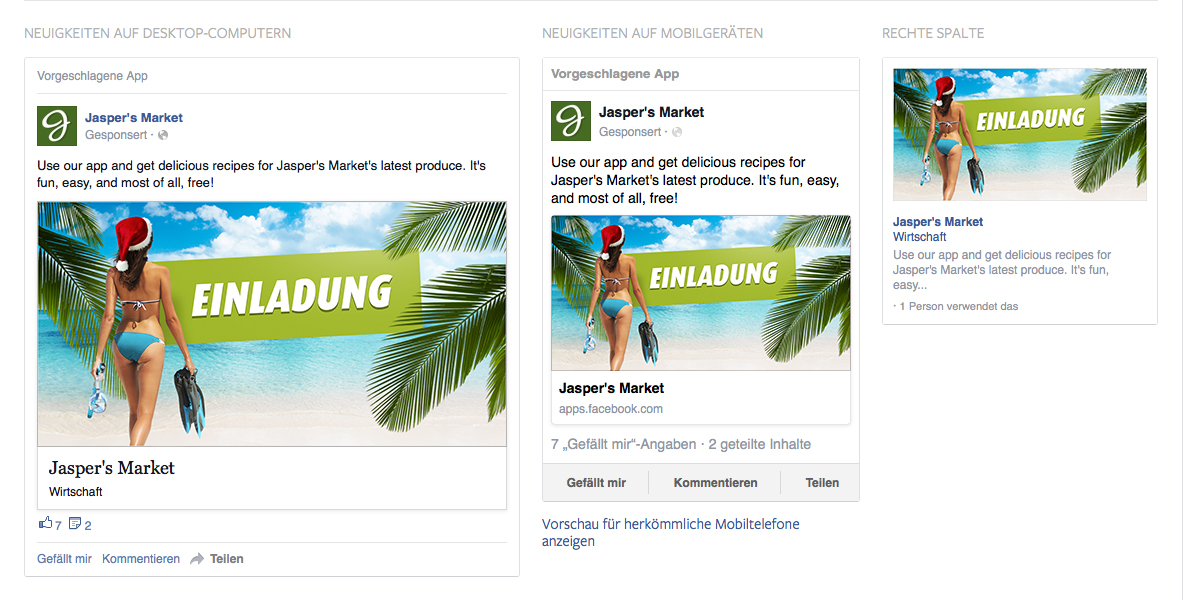 NEUIGKEITEN AUF DESKTOP-COMPUTERN
Vorgeschlagene App
Jasper's Market
Gesponsert ·
Use our app and get delicious recipes for Jasper's Market's latest produce. It's
fun, easy, and most of all, free!
EINLADUNG
Jasper's Market
Wirtschaft
7 2
Gefällt mir Kommentieren Teilen
NEUIGKEITEN AUF MOBILGERÄTEN
Vorgeschlagene App
Jasper's Market
Gesponsert ·
Use our app and get delicious recipes for
Jasper's Market's latest produce. It's fun, easy,
and most of all, free!
EINLADUNG
Jasper's Market
apps.facebook.com
7 „Gefällt mir“-Angaben · 2 geteilte Inhalte
Gefällt mir Kommentieren Teilen
Vorschau für herkömmliche Mobiltelefone
anzeigen
RECHTE SPALTE
EINLADUNG
Jasper's Market
Wirtschaft
Use our app and get delicious recipes for
Jasper's Market's latest produce. It's fun,
easy...
· 1 Person verwendet das